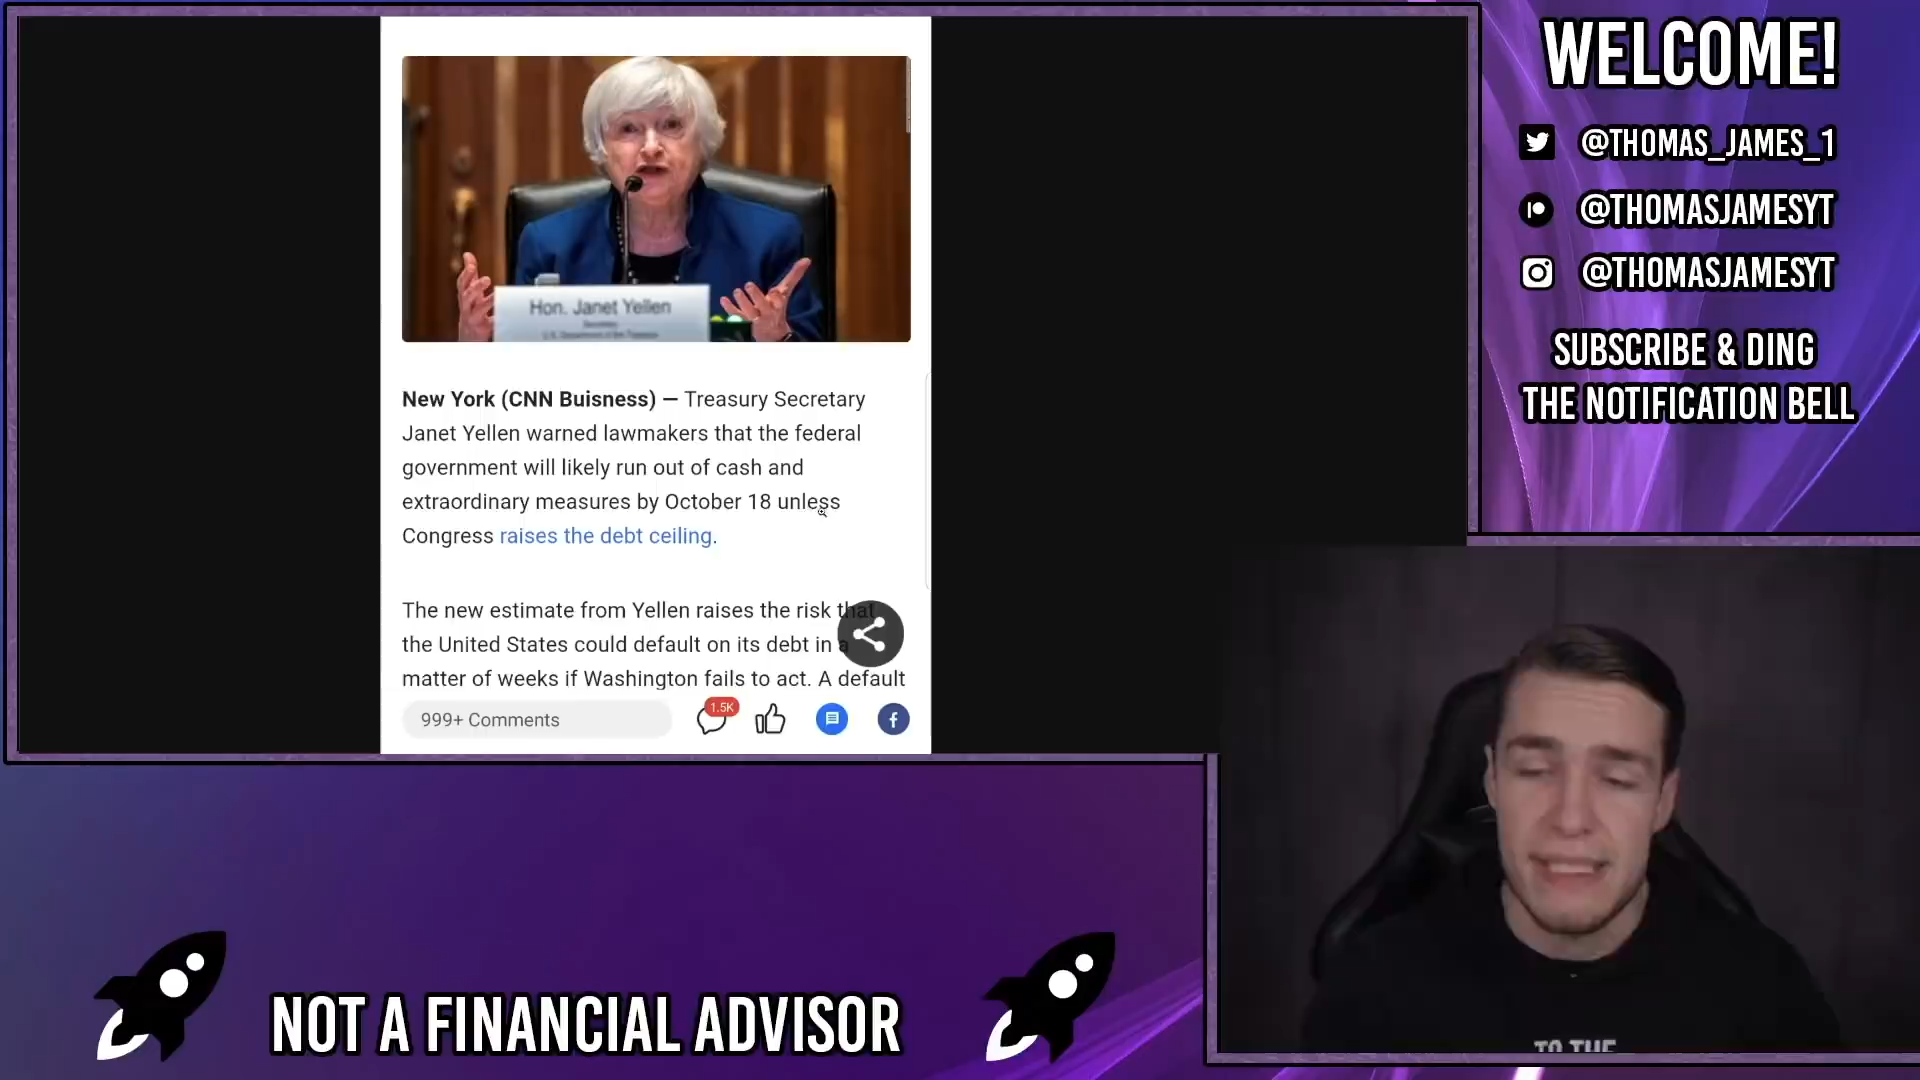 Hon. Janet Yellen
Secretary
New York (CNN Buisness) — Treasury Secretary
Janet Yellen warned lawmakers that the federal
government will likely run out of cash and
extraordinary measures by October 18 unless
Congress raises the debt ceiling.
The new estimate from Yellen raises the risk that
the United States could default on its debt in a
matter of weeks if Washington fails to act. A default
999+ Comments
1.5K
WELCOME!
@THOMAS_JAMES_1
@THOMASJAMESYT
@THOMASJAMESYT
SUBSCRIBE & DING
THE NOTIFICATION BELL
TO THE
NOT A FINANCIAL ADVISOR